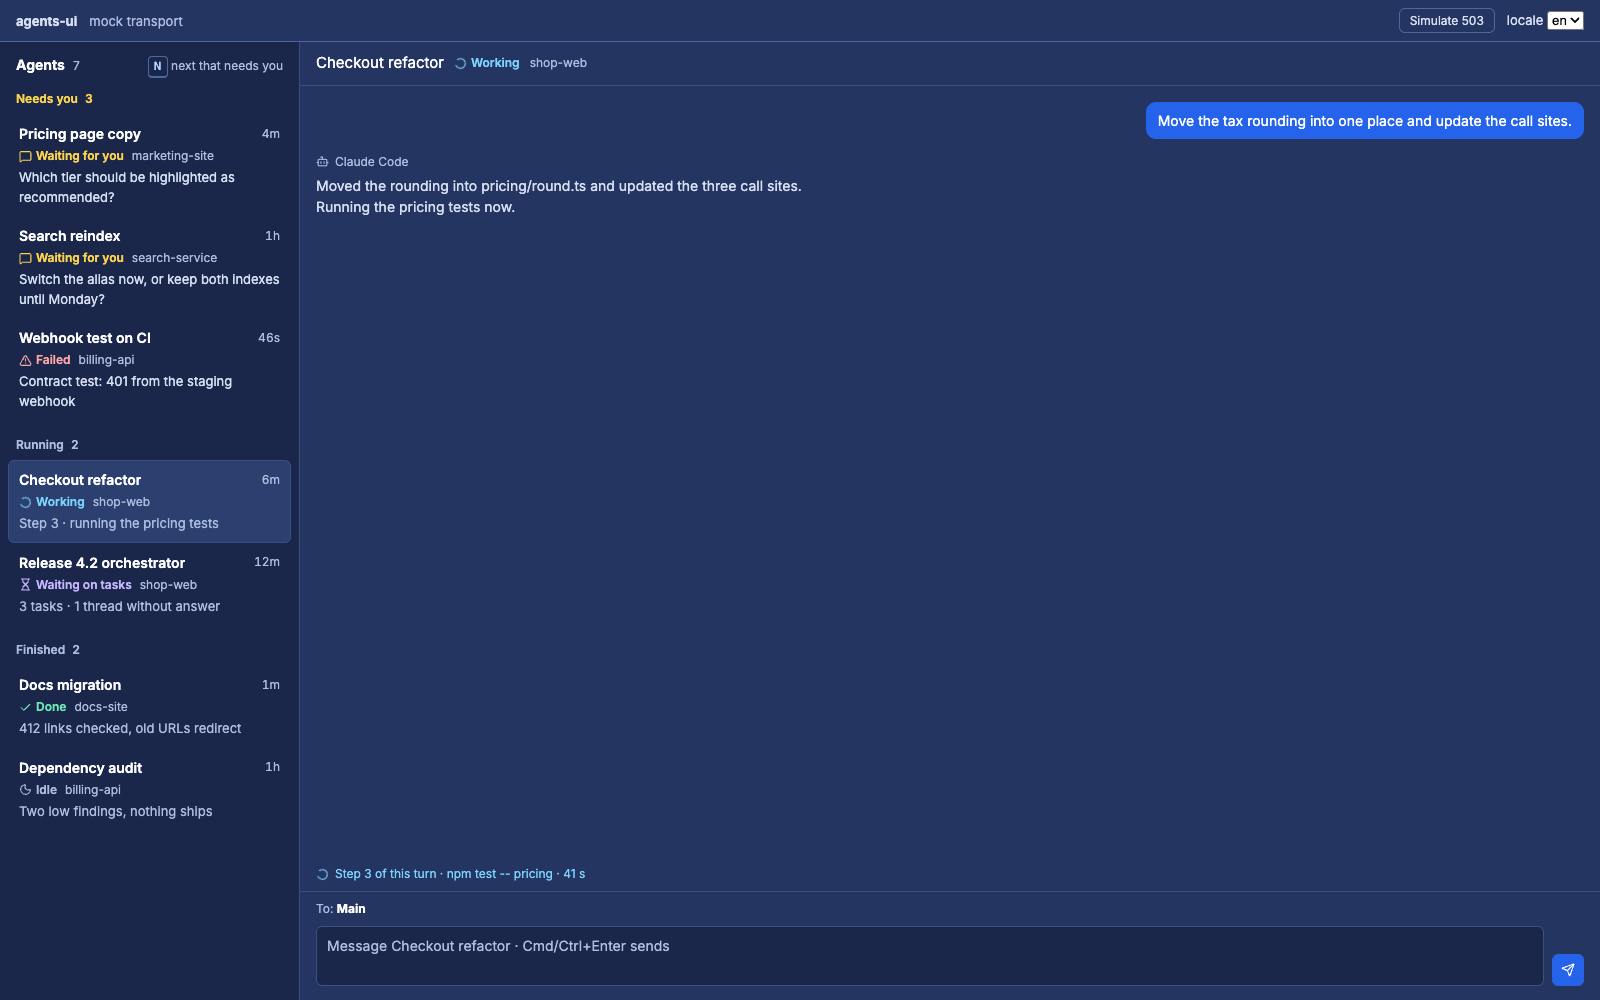 agents-ui mock transport
Simulate 503 locale en
Agents 7 N next that needs you
Needs you 3
Pricing page copy 4m
Waiting for you marketing-site
Which tier should be highlighted as
recommended?
Search reindex 1h
Waiting for you search-service
Switch the alias now, or keep both indexes
until Monday?
Webhook test on CI 46s
Failed billing-api
Contract test: 401 from the staging
webhook
Running 2
Checkout refactor 6m
Working shop-web
Step 3 · running the pricing tests
Release 4.2 orchestrator 12m
Waiting on tasks shop-web
3 tasks · 1 thread without answer
Finished 2
Docs migration 1m
Done docs-site
412 links checked, old URLs redirect
Dependency audit 1h
Idle billing-api
Two low findings, nothing ships
Checkout refactor Working shop-web
Move the tax rounding into one place and update the call sites.
Claude Code
Moved the rounding into pricing/round.ts and updated the three call sites.
Running the pricing tests now.
Step 3 of this turn · npm test -- pricing · 41 s
To: Main
Message Checkout refactor · Cmd/Ctrl+Enter sends